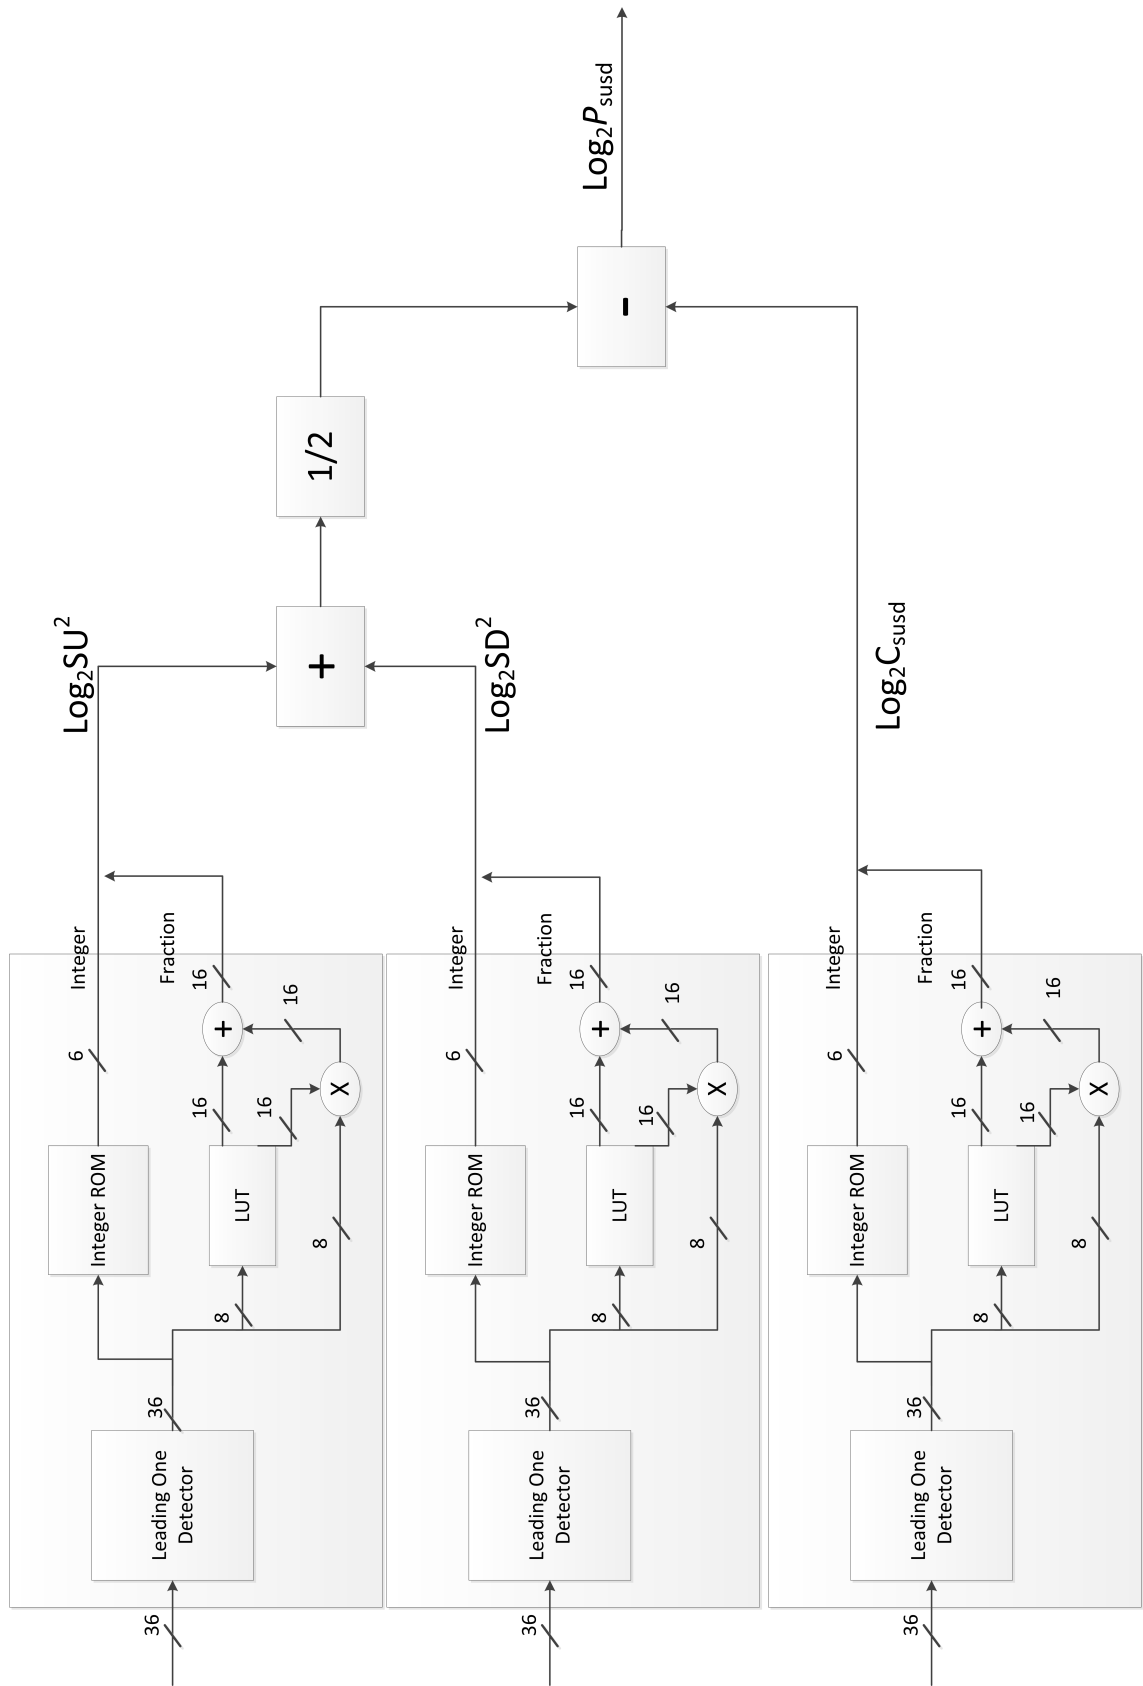 36
Leading One
Detector
36
Integer ROM
6
Integer
8
LUT
16
16
8
X
16
+
16
Fraction
Log₂SU²
36
Leading One
Detector
36
Integer ROM
6
Integer
8
LUT
16
16
8
X
16
+
16
Fraction
Log₂SD²
36
Leading One
Detector
36
Integer ROM
6
Integer
8
LUT
16
16
8
X
16
+
16
Fraction
Log₂C_susd
+
1/2
-
Log₂P_susd